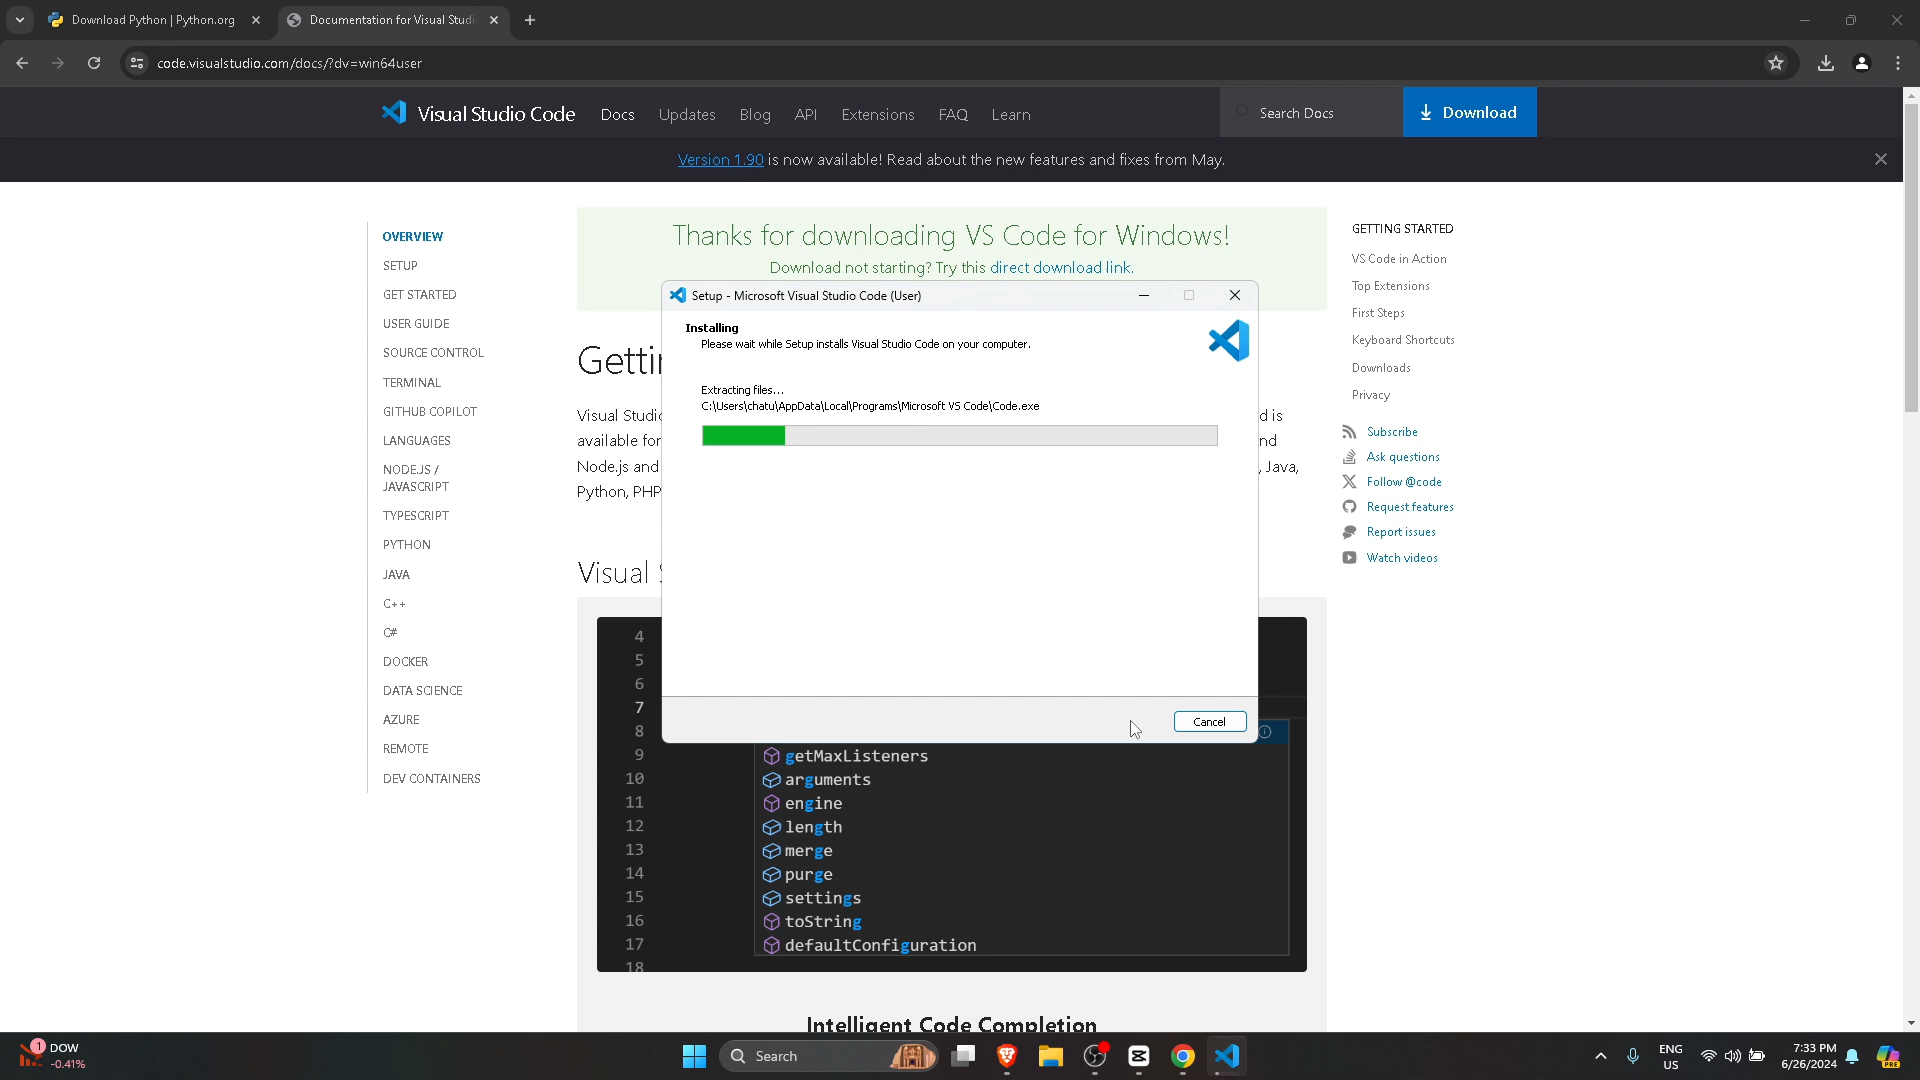 Download Python | Python.org
Documentation for Visual Studi
code.visualstudio.com/docs/?dv=win64user
Visual Studio Code
Docs
Updates
Blog
API
Extensions
FAQ
Learn
Search Docs
Download
Version 1.90 is now available! Read about the new features and fixes from May.
OVERVIEW
SETUP
GET STARTED
USER GUIDE
SOURCE CONTROL
TERMINAL
GITHUB COPILOT
LANGUAGES
NODE.JS /
JAVASCRIPT
TYPESCRIPT
PYTHON
JAVA
C++
C#
DOCKER
DATA SCIENCE
AZURE
REMOTE
DEV CONTAINERS
Thanks for downloading VS Code for Windows!
Download not starting? Try this direct download link.
Getti
Visual Studi
d is
available for
nd
Node.js and
, Java,
Python, PHP
Visual S
Setup - Microsoft Visual Studio Code (User)
Installing
Please wait while Setup installs Visual Studio Code on your computer.
Extracting files...
C:\Users\chatu\AppData\Local\Programs\Microsoft VS Code\Code.exe
Cancel
4
5
6
7
8
9 getMaxListeners
10 arguments
11 engine
12 length
13 merge
14 purge
15 settings
16 toString
17 defaultConfiguration
18
Intelligent Code Completion
GETTING STARTED
VS Code in Action
Top Extensions
First Steps
Keyboard Shortcuts
Downloads
Privacy
Subscribe
Ask questions
Follow @code
Request features
Report issues
Watch videos
1
DOW
-0.41%
Search
ENG
US
7:33 PM
6/26/2024
PRE